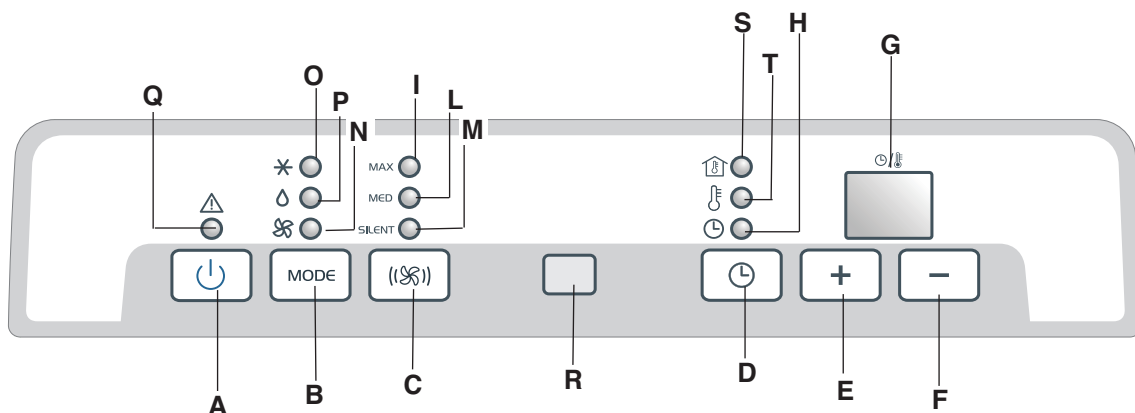 S H
G
O I T
Q P L
N M
MAX
MED
SILENT
MODE
+ −
A B C R D E F